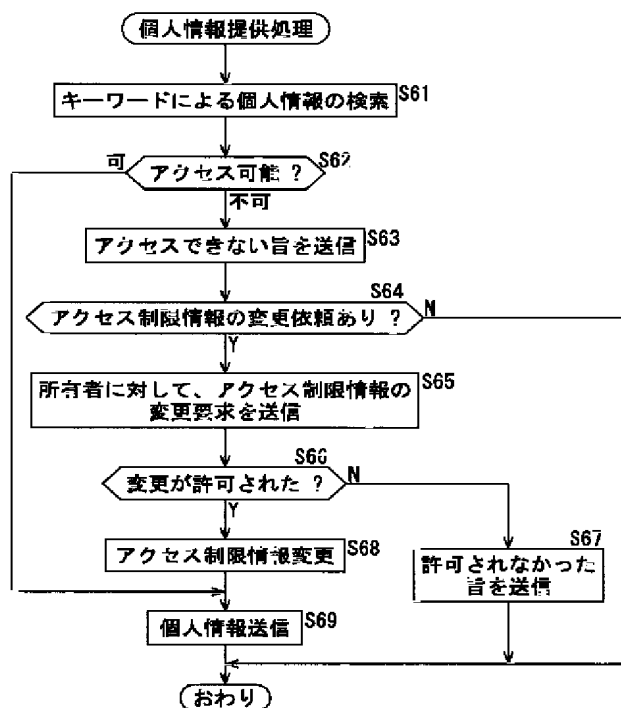 個人情報提供処理
キーワードによる個人情報の検索 S61
可
アクセス可能？ S62
不可
アクセスできない旨を送信 S63
S64
アクセス制限情報の変更依頼あり？ N
Y
所有者に対して、アクセス制限情報の S65
変更要求を送信
S66
変更が許可された？ N
Y
S67
アクセス制限情報変更 S68
許可されなかった
旨を送信
個人情報送信 S69
おわり